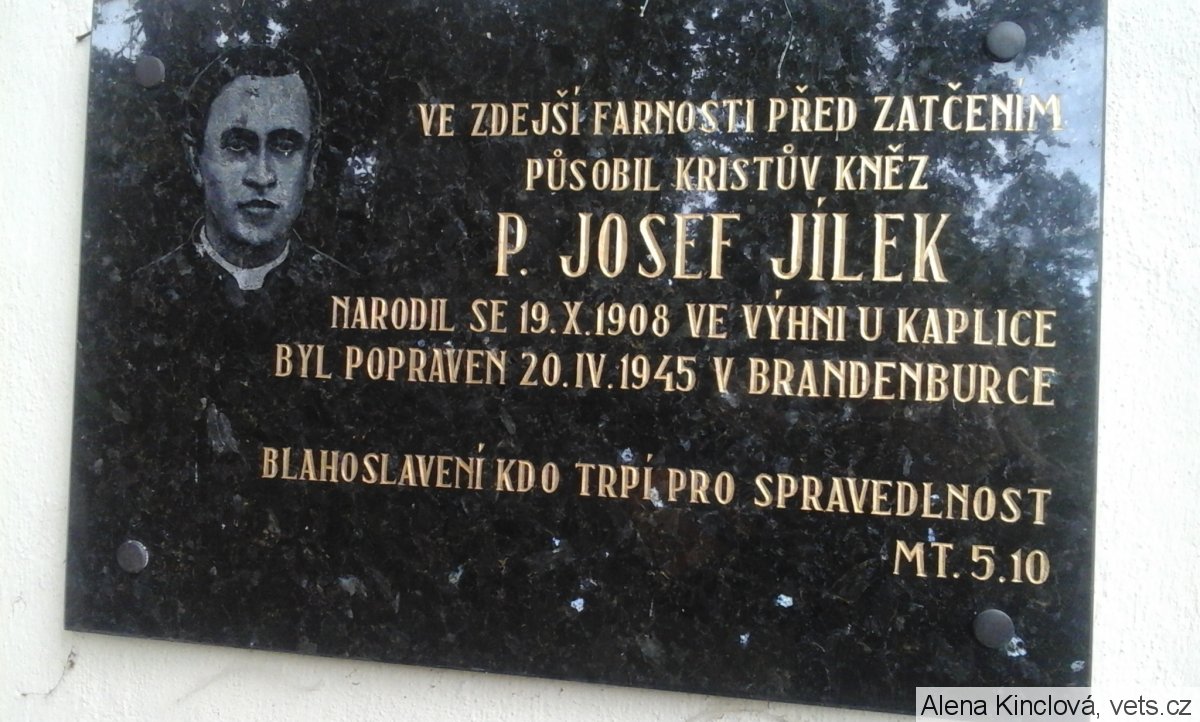 VE ZDEJŠÍ FARNOSTI PŘED ZATČENÍM
PŮSOBIL KRISTŮV KNĚZ
P. JOSEF JÍLEK
NARODIL SE 19.X.1908 VE VÝHNI U KAPLICE
BYL POPRAVEN 20.IV.1945 V BRANDENBURCE
BLAHOSLAVENÍ KDO TRPÍ PRO SPRAVEDLNOST
MT. 5.10
Alena Kinclová, vets.cz